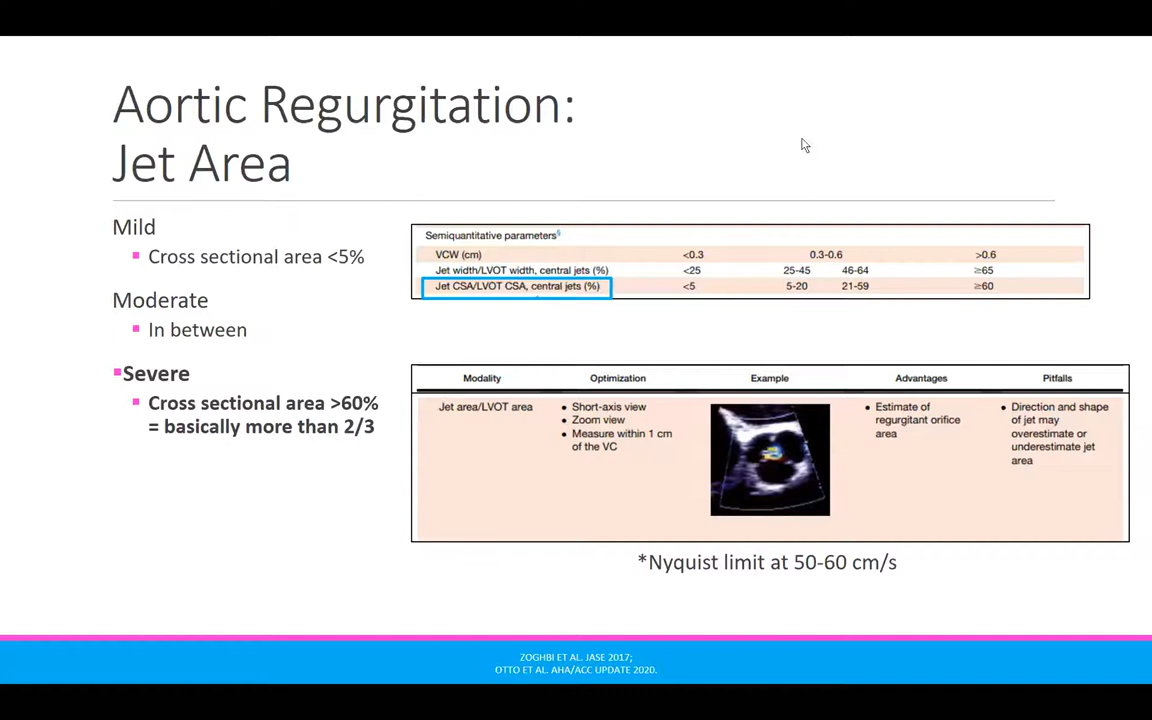 Aortic Regurgitation:
Jet Area
Mild
▪ Cross sectional area <5%
Moderate
▪ In between
▪Severe
▪ Cross sectional area >60%
= basically more than 2/3
Semiquantitative parameters§
VCW (cm) <0.3 0.3-0.6 >0.6
Jet width/LVOT width, central jets (%) <25 25-45 46-64 ≥65
Jet CSA/LVOT CSA, central jets (%) <5 5-20 21-59 ≥60
Modality Optimization Example Advantages Pitfalls
Jet area/LVOT area
• Short-axis view
• Zoom view
• Measure within 1 cm
of the VC
• Estimate of
regurgitant orifice
area
• Direction and shape
of jet may
overestimate or
underestimate jet
area
*Nyquist limit at 50-60 cm/s
ZOGHBI ET AL. JASE 2017;
OTTO ET AL. AHA/ACC UPDATE 2020.